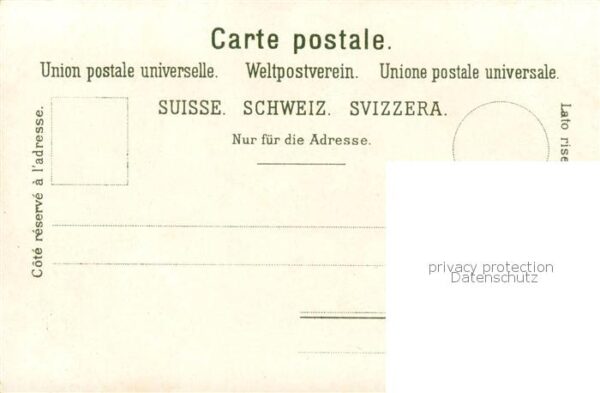 Carte postale.
Union postale universelle. Weltpostverein. Unione postale universale.
SUISSE. SCHWEIZ. SVIZZERA.
Nur für die Adresse.
Côté réservé à l'adresse.
Lato
privacy protection
Datenschutz